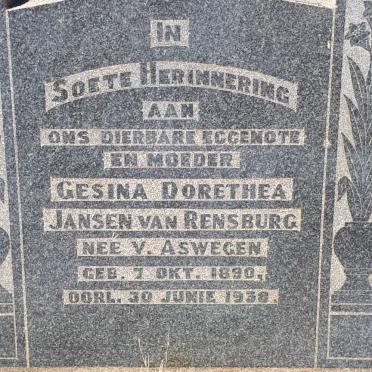 IN
SOETE HERINNERING
AAN
ONS DIERBARE EGGENOTE
EN MOEDER
GESINA DORETHEA
JANSEN VAN RENSBURG
NEÉ V. ASWEGEN
GEB. 7 OKT. 1890,
OORL. 30 JUNIE 1938.